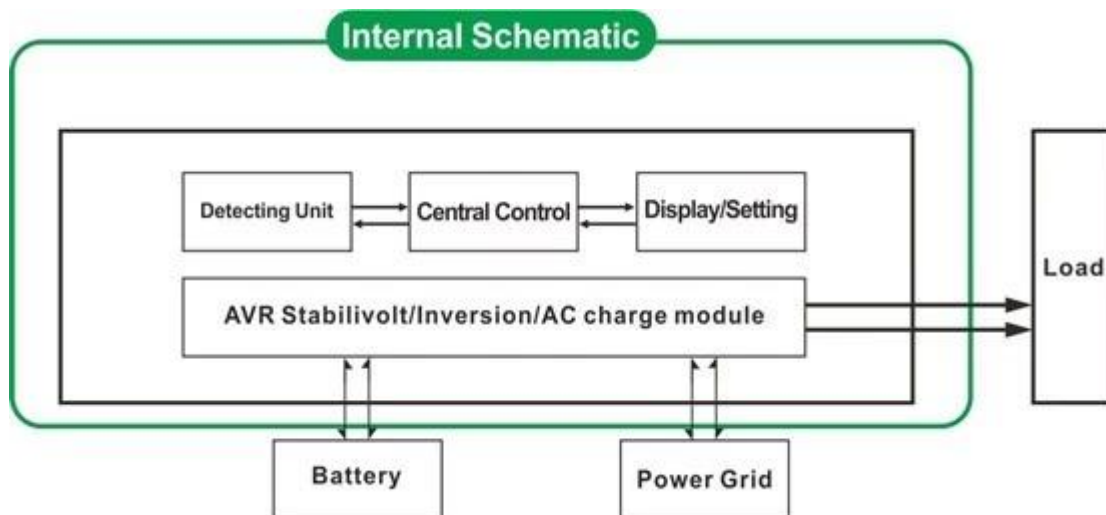 Internal Schematic
Detecting Unit
Central Control
Display/Setting
AVR Stabilivolt/Inversion/AC charge module
Load
Battery
Power Grid